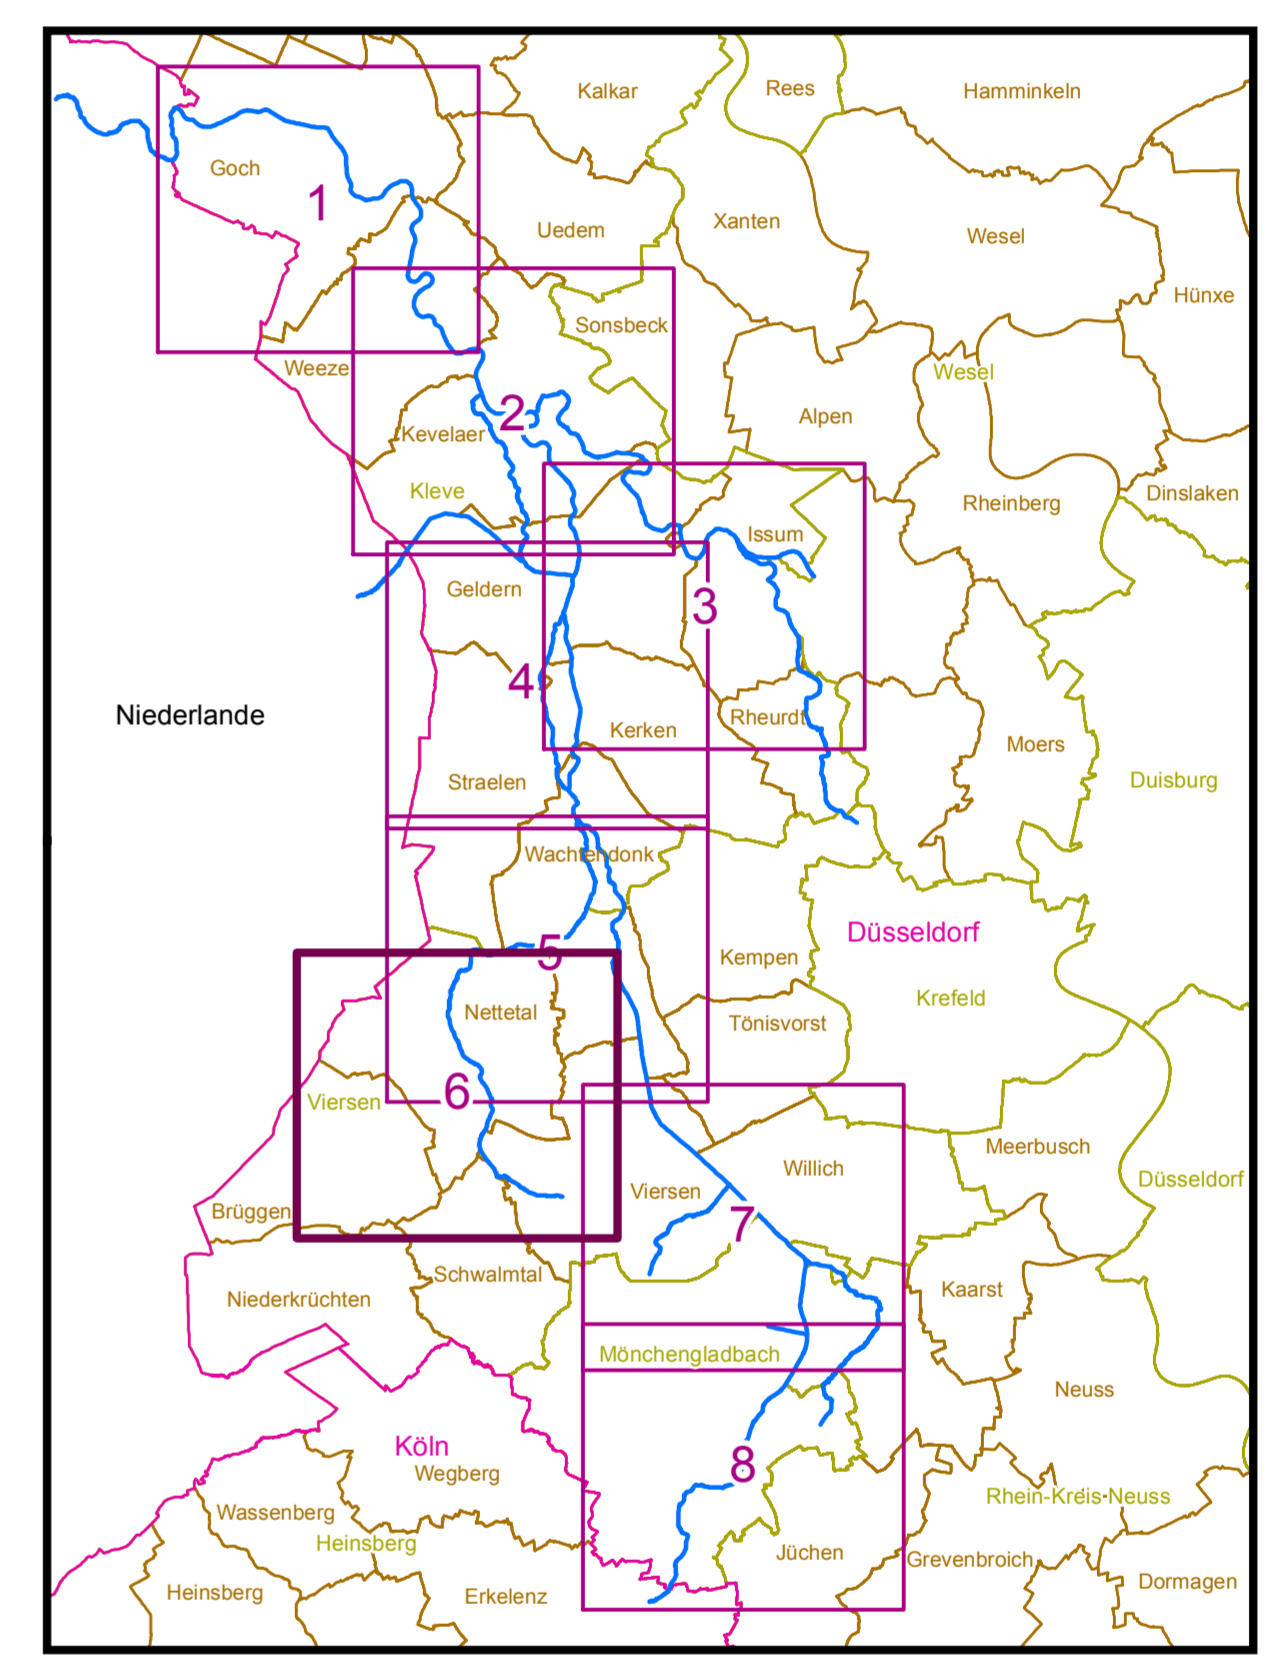 Kalkar
Rees
Hamminkeln
Goch
1
Uedem
Xanten
Wesel
Hünxe
Sonsbeck
Weeze
Wesel
2
Alpen
Kevelaer
Kleve
Dinslaken
Rheinberg
Issum
Geldern
3
4
Niederlande
Rheurdt
Kerken
Moers
Straelen
Duisburg
Wachtendonk
Düsseldorf
5
Kempen
Krefeld
Nettetal
Tönisvorst
6
Viersen
Meerbusch
Willich
Düsseldorf
Viersen
Brüggen
7
Schwalmtal
Kaarst
Niederkrüchten
Mönchengladbach
Neuss
Köln
8
Wegberg
Rhein-Kreis-Neuss
Wassenberg
Heinsberg
Jüchen
Grevenbroich
Dormagen
Heinsberg
Erkelenz